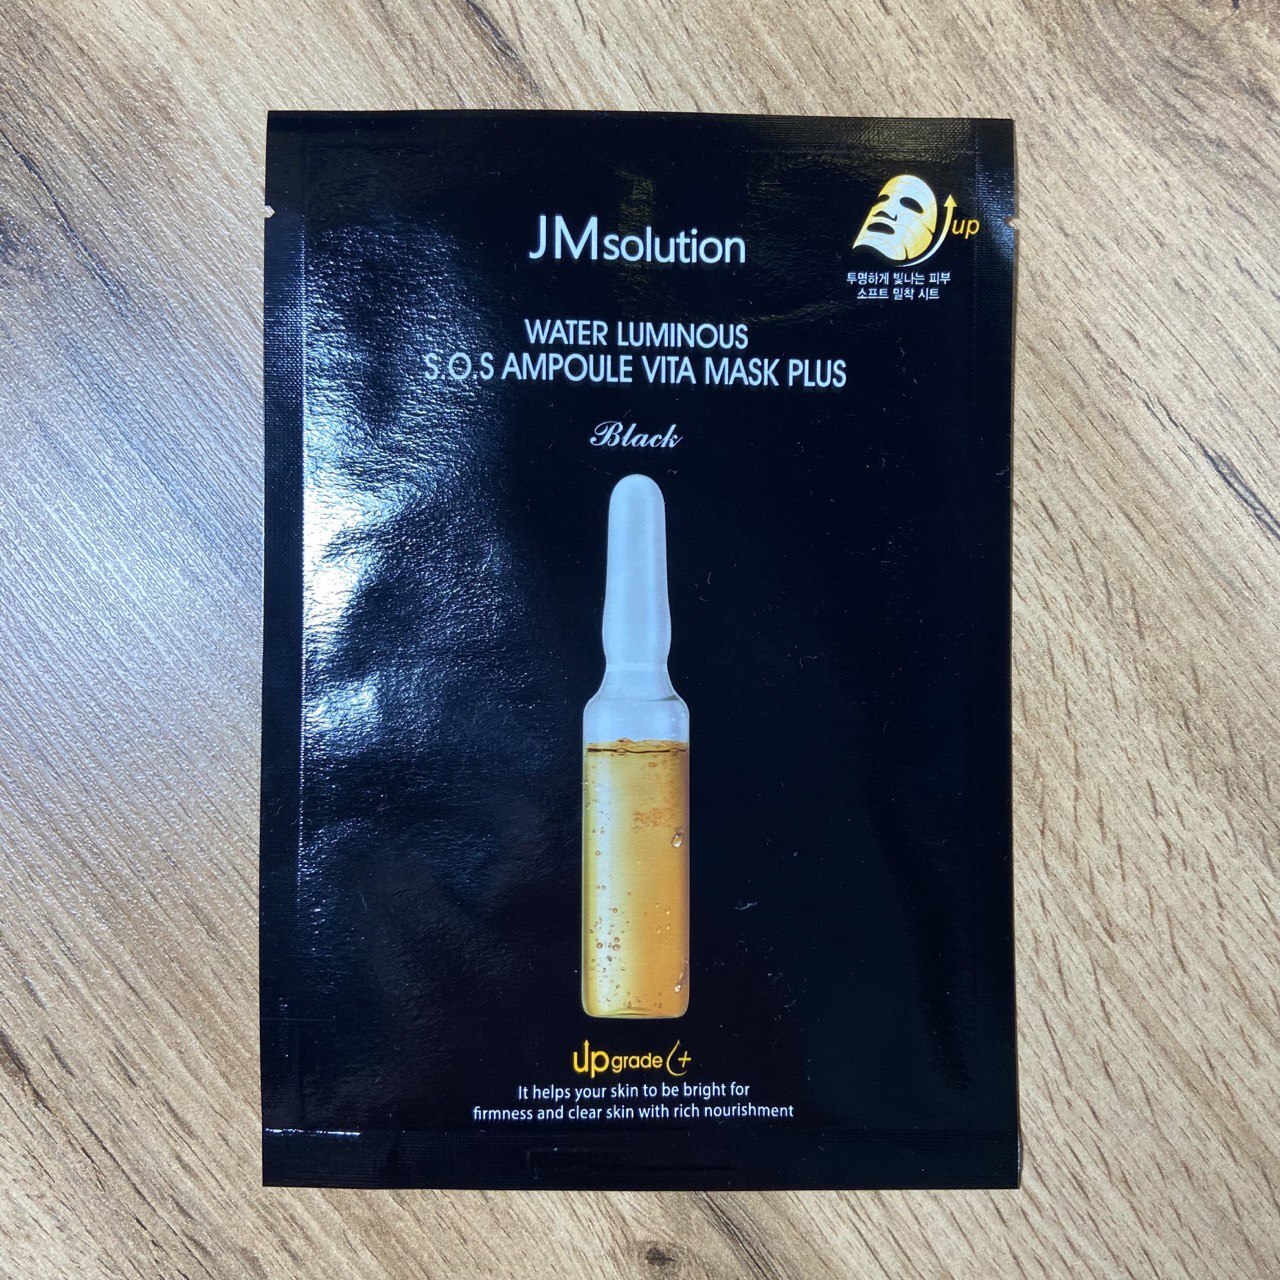 JMsolution
up
투명하게 빛나는 피부
소프트 밀착 시트
WATER LUMINOUS
S.O.S AMPOULE VITA MASK PLUS
Black
upgrade +
It helps your skin to be bright for
firmness and clear skin with rich nourishment